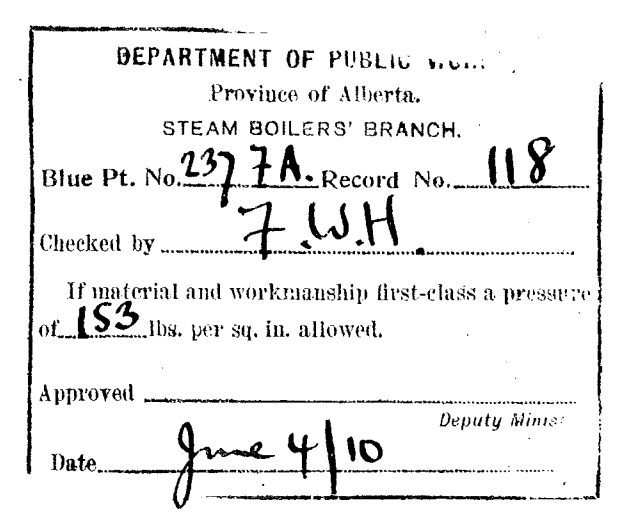 DEPARTMENT OF PUBLIC
Province of Alberta.
STEAM BOILERS' BRANCH.
Blue Pt. No. 2377A. Record No. 118
Checked by F.W.H.
If material and workmanship first-class a pressure
of 153 lbs. per sq. in. allowed.
Approved
Deputy Minis
Date June 4/10